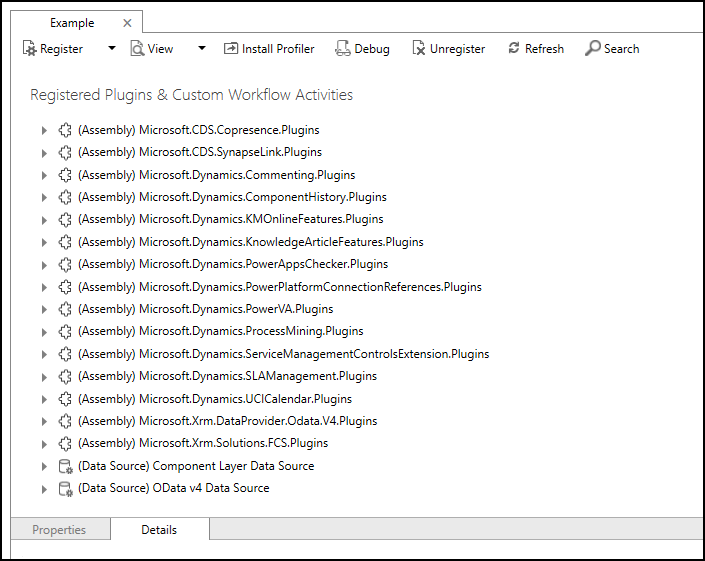 Example
Register View Install Profiler Debug Unregister Refresh Search
Registered Plugins & Custom Workflow Activities
(Assembly) Microsoft.CDS.Copresence.Plugins
(Assembly) Microsoft.CDS.SynapseLink.Plugins
(Assembly) Microsoft.Dynamics.Commenting.Plugins
(Assembly) Microsoft.Dynamics.ComponentHistory.Plugins
(Assembly) Microsoft.Dynamics.KMOnlineFeatures.Plugins
(Assembly) Microsoft.Dynamics.KnowledgeArticleFeatures.Plugins
(Assembly) Microsoft.Dynamics.PowerAppsChecker.Plugins
(Assembly) Microsoft.Dynamics.PowerPlatformConnectionReferences.Plugins
(Assembly) Microsoft.Dynamics.PowerVA.Plugins
(Assembly) Microsoft.Dynamics.ProcessMining.Plugins
(Assembly) Microsoft.Dynamics.ServiceManagementControlsExtension.Plugins
(Assembly) Microsoft.Dynamics.SLAManagement.Plugins
(Assembly) Microsoft.Dynamics.UCICalendar.Plugins
(Assembly) Microsoft.Xrm.DataProvider.Odata.V4.Plugins
(Assembly) Microsoft.Xrm.Solutions.FCS.Plugins
(Data Source) Component Layer Data Source
(Data Source) OData v4 Data Source
Properties Details